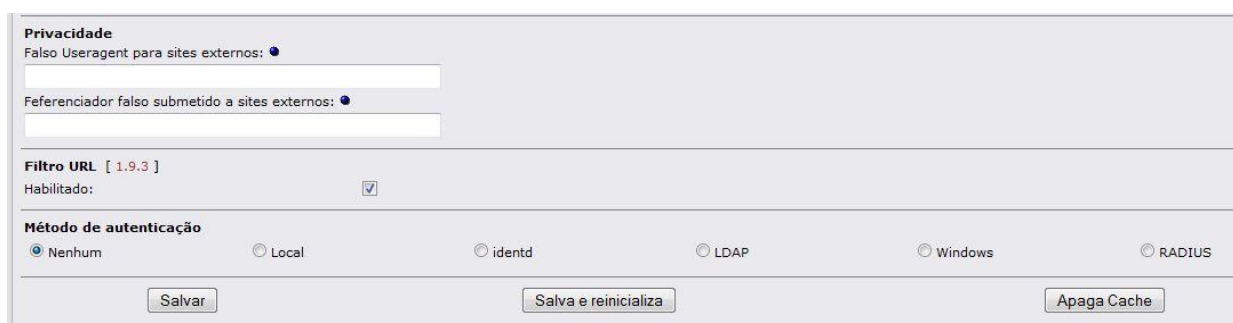 Privacidade
Falso Useragent para sites externos:
Feferenciador falso submetido a sites externos:
Filtro URL [ 1.9.3 ]
Habilitado:
Método de autenticação
Nenhum Local identd LDAP Windows RADIUS
Salvar Salva e reinicializa Apaga Cache